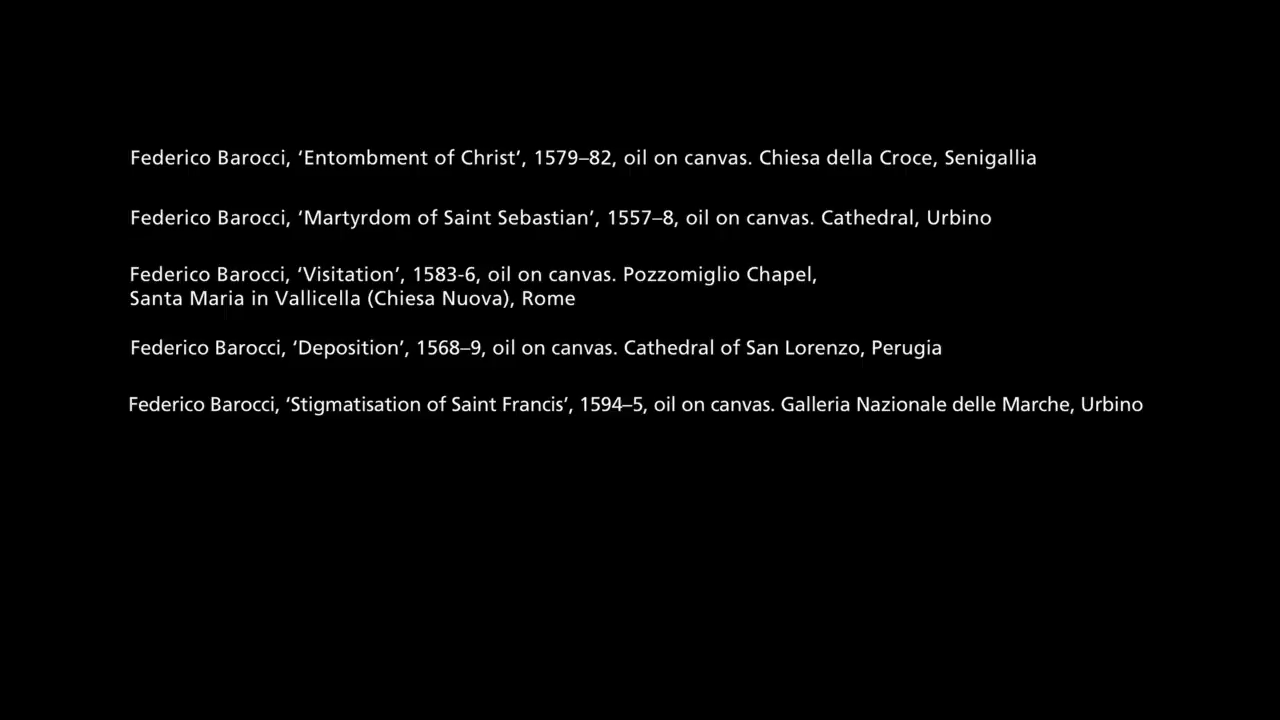 Federico Barocci, ‘Entombment of Christ’, 1579–82, oil on canvas. Chiesa della Croce, Senigallia
Federico Barocci, ‘Martyrdom of Saint Sebastian’, 1557–8, oil on canvas. Cathedral, Urbino
Federico Barocci, ‘Visitation’, 1583-6, oil on canvas. Pozzomiglio Chapel,
Santa Maria in Vallicella (Chiesa Nuova), Rome
Federico Barocci, ‘Deposition’, 1568–9, oil on canvas. Cathedral of San Lorenzo, Perugia
Federico Barocci, ‘Stigmatisation of Saint Francis’, 1594–5, oil on canvas. Galleria Nazionale delle Marche, Urbino